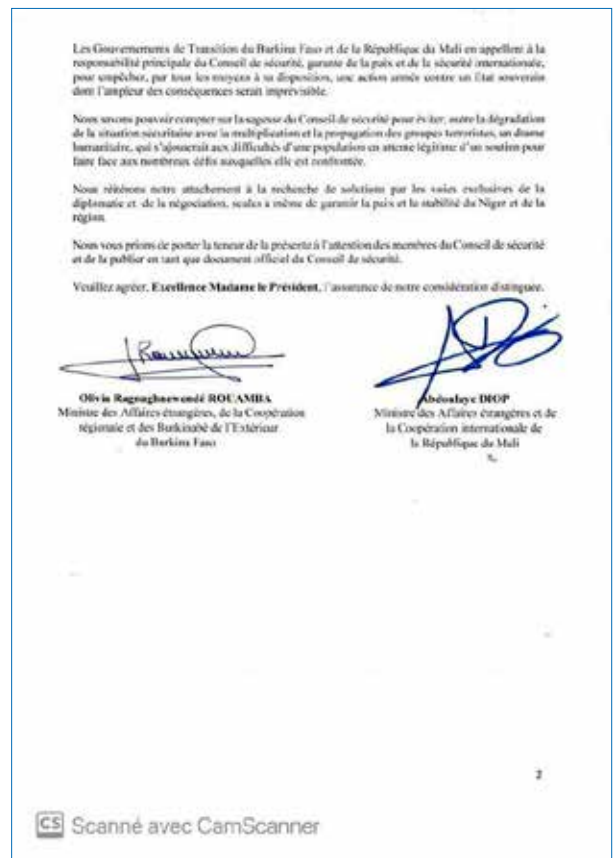 Les Gouvernements de Transition du Burkina Faso et de la République du Mali en appellent à la
responsabilité principale du Conseil de sécurité, garante de la paix et de la sécurité internationale,
pour empêcher, par tous les moyens à sa disposition, une action armée contre un État souverain
dont l'ampleur des conséquences serait imprévisible.
Nous savons pouvoir compter sur la sagesse du Conseil de sécurité pour éviter, outre la dégradation
de la situation sécuritaire avec la multiplication et la propagation des groupes terroristes, un drame
humanitaire, qui s'ajouterait aux difficultés d'une population en attente légitime d'un soutien pour
faire face aux nombreux défis auxquelles elle est confrontée.
Nous réitérons notre attachement à la recherche de solutions par les voies exclusives de la
diplomatie et de la négociation, seules à même de garantir la paix et la stabilité du Niger et de la
région.
Nous vous prions de porter la teneur de la présente à l'attention des membres du Conseil de sécurité
et de la publier en tant que document officiel du Conseil de sécurité.
Veuillez agréer, Excellence Madame le Président, l'assurance de notre considération distinguée.
Olivia Ragnaghnewendé ROUAMBA
Ministre des Affaires étrangères, de la Coopération
régionale et des Burkinabè de l'Extérieur
du Burkina Faso
Abdoulaye DIOP
Ministre des Affaires étrangères et de
la Coopération internationale de
la République du Mali
2
CS Scanné avec CamScanner